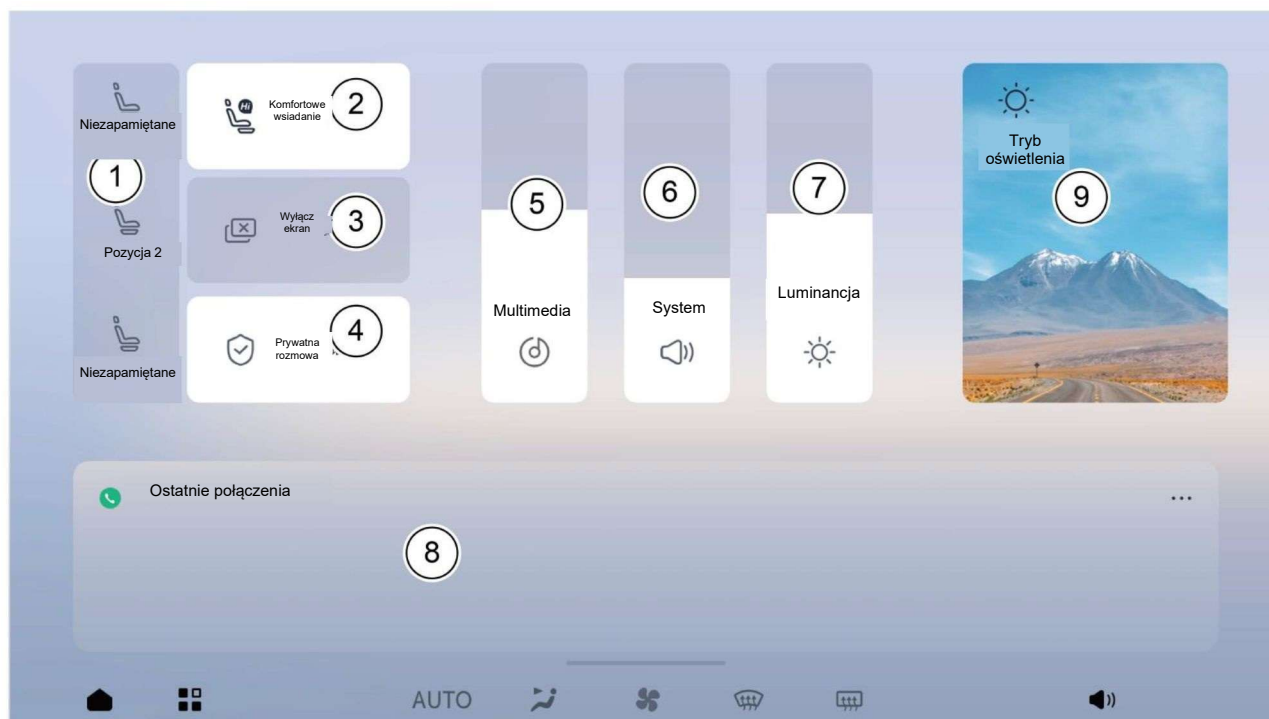 Niezapamiętane
1
Pozycja 2
Niezapamiętane
Hi
Komfortowe
wsiadanie
2
Wyłącz
ekran
3
Prywatna
rozmowa
4
5
Multimedia
6
System
7
Luminancja
Tryb
oświetlenia
9
Ostatnie połączenia
...
8
AUTO